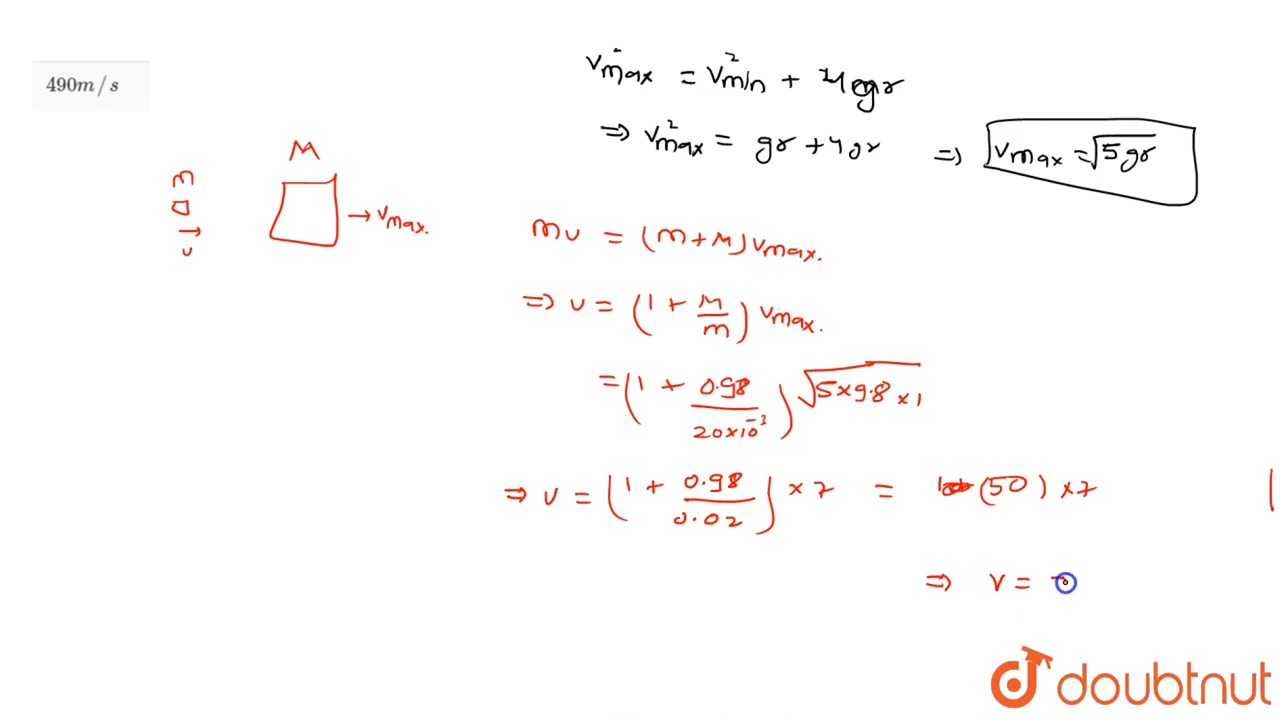 490m / s
v²max = v²min + 4gr
⇒ v²max = gr + 4gr ⇒ vmax = √5gr
M
m
→ vmax.
v
mv = (m + M) vmax.
⇒ v = (1 + M/m) vmax.
= (1 + 0.98/20×10⁻³) √5×9.8×1
⇒ v = (1 + 0.98/0.02) × 7 = (50) × 7
⇒ v =
doubtnut